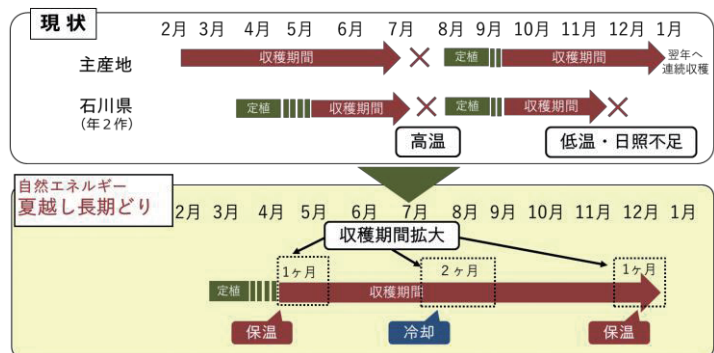 現状
2月 3月 4月 5月 6月 7月 8月 9月 10月 11月 12月 1月
主産地 収穫期間 定植 収穫期間 翌年へ
連続収穫
石川県 定植 収穫期間 定植 収穫期間
(年2作)
高温 低温・日照不足
自然エネルギー
夏越し長期どり
2月 3月 4月 5月 6月 7月 8月 9月 10月 11月 12月 1月
収穫期間拡大
1ヶ月 2ヶ月 1ヶ月
定植 収穫期間
保温 冷却 保温